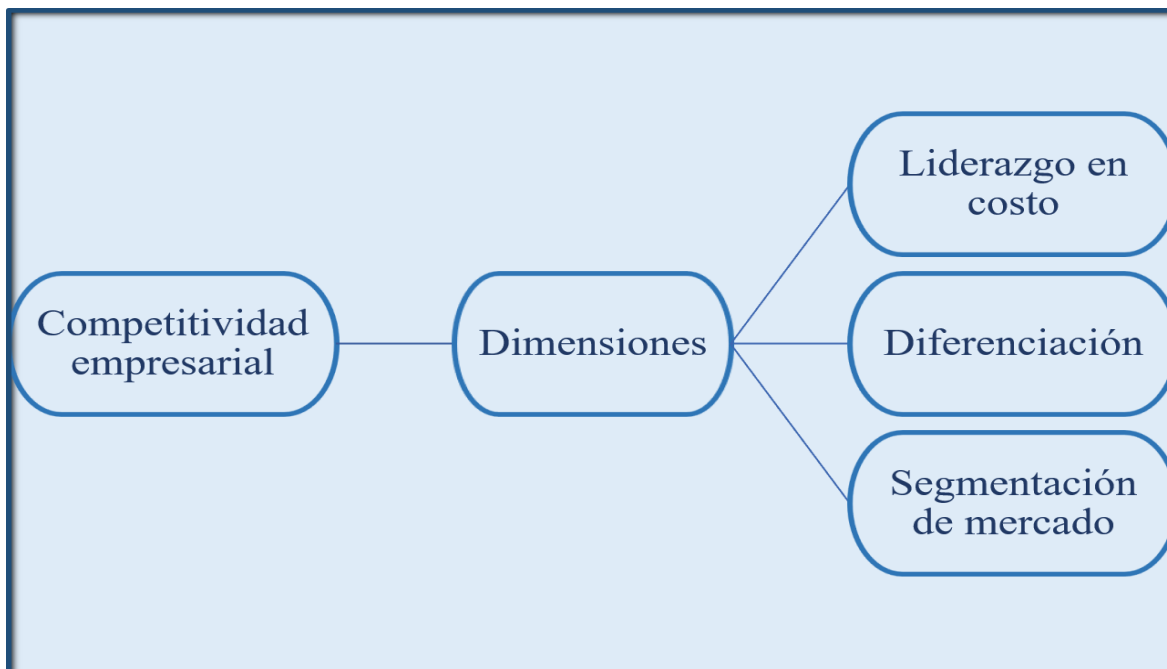 Competitividad
empresarial
Dimensiones
Liderazgo en
costo
Diferenciación
Segmentación
de mercado